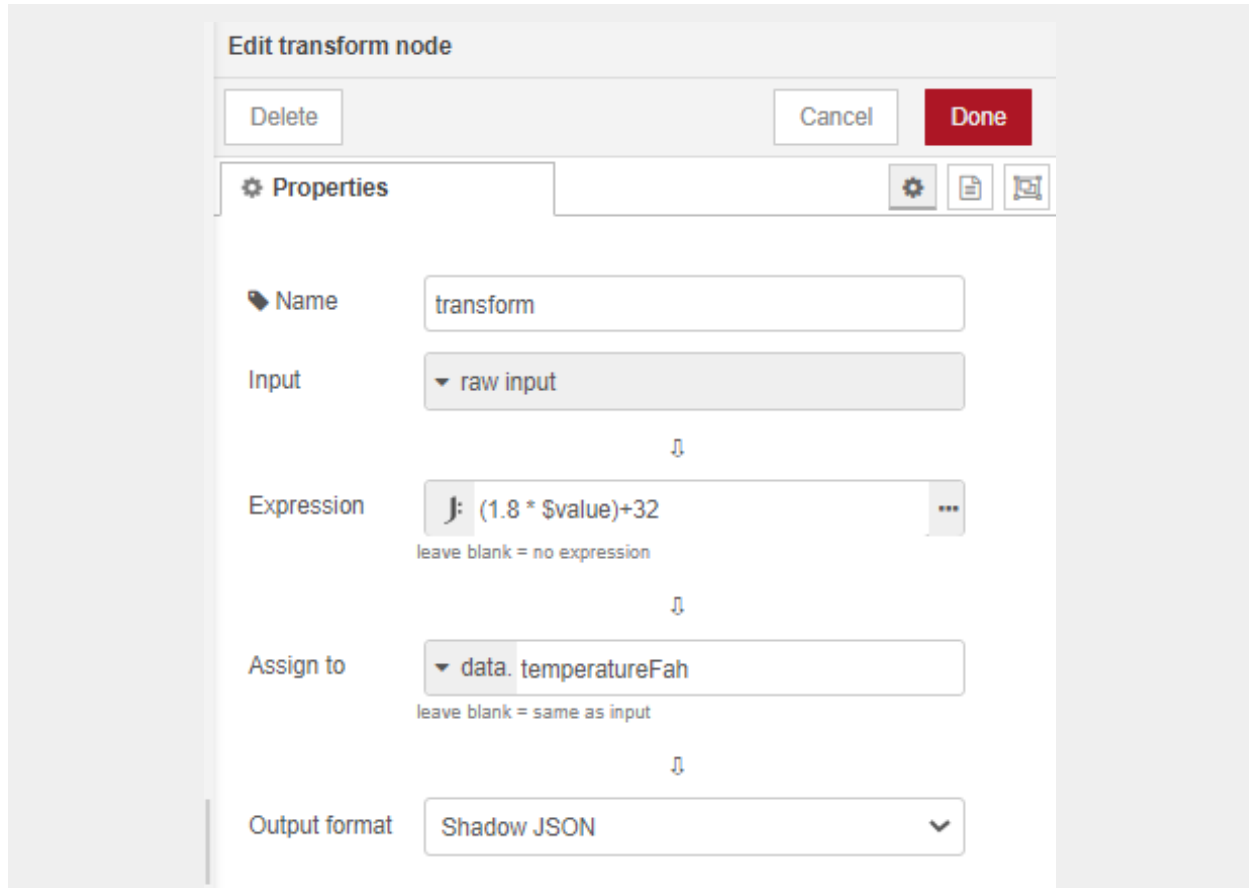 Edit transform node
Delete
Cancel
Done
Properties
Name
transform
Input
raw input
Expression
J: (1.8 * $value)+32
...
leave blank = no expression
Assign to
data. temperatureFah
leave blank = same as input
Output format
Shadow JSON